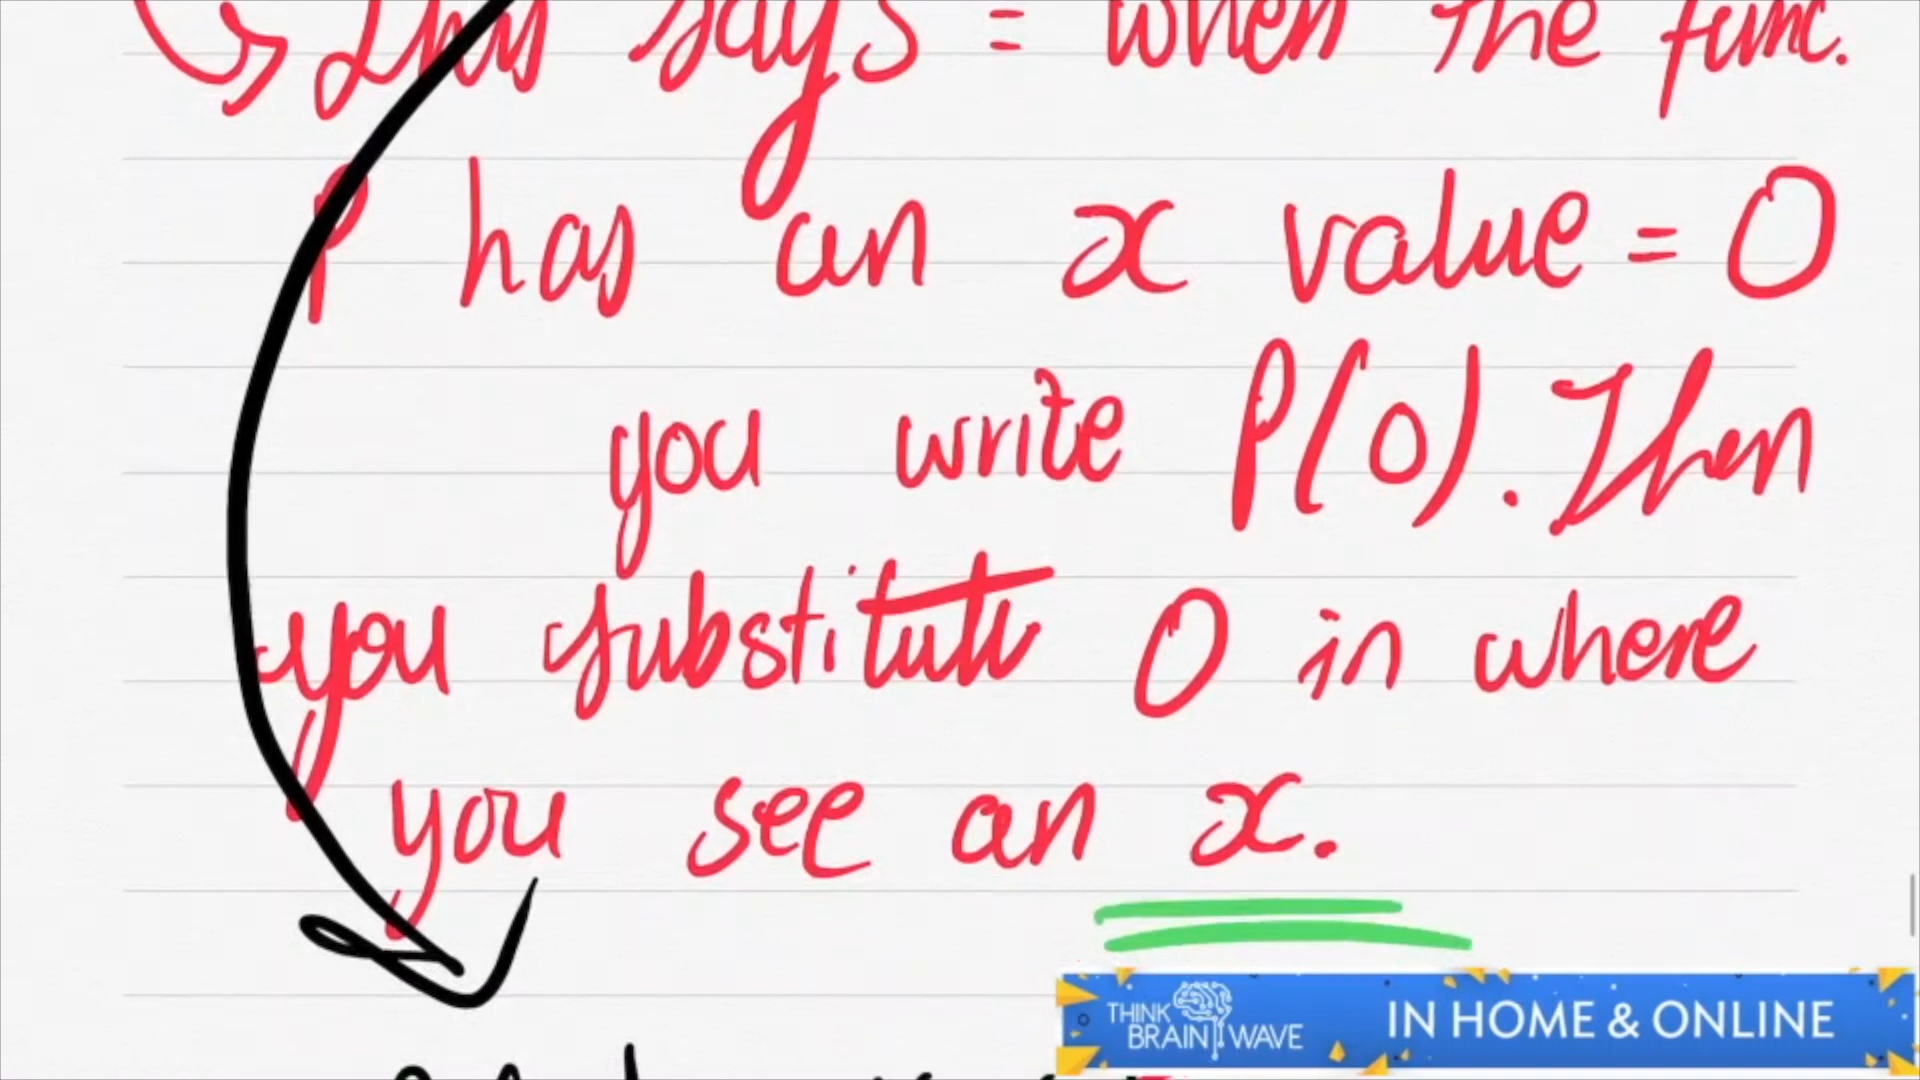 This says = when the func.
P has an x value = 0
you write P(0). Then
you substitute 0 in where
you see an x.
THINK BRAIN WAVE
IN HOME & ONLINE